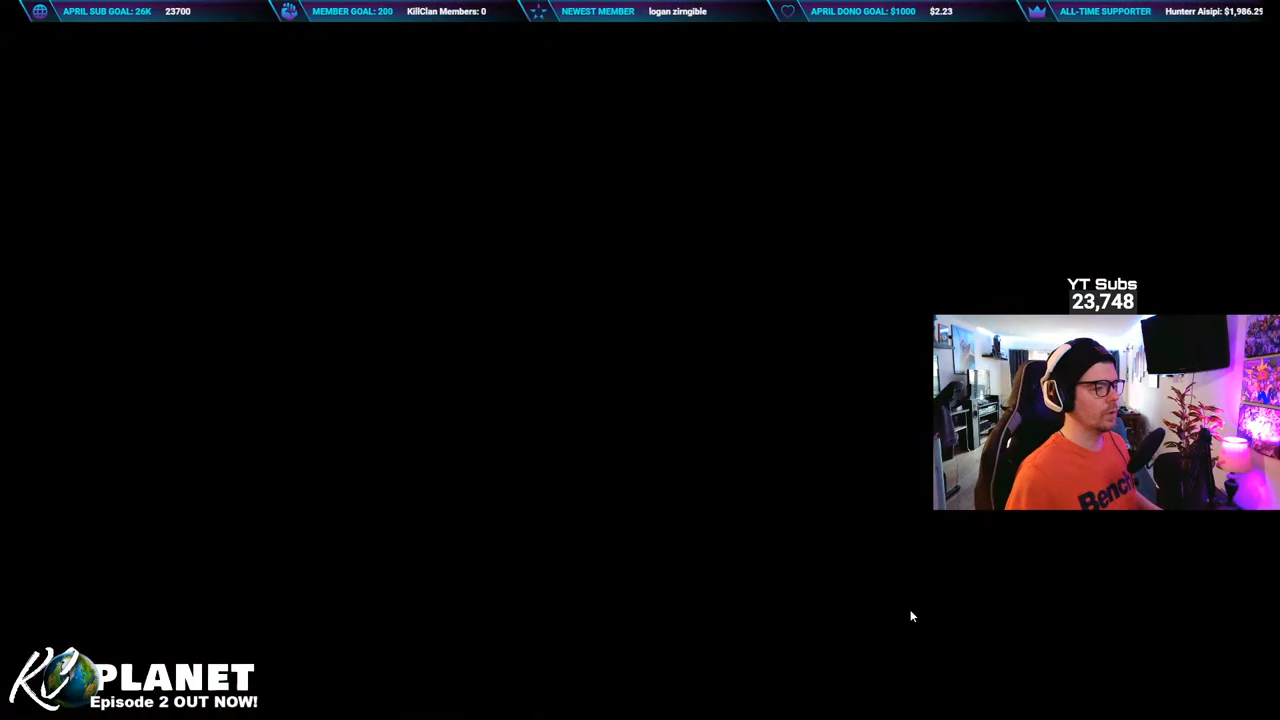 APRIL SUB GOAL: 26K 23700 MEMBER GOAL: 200 KillClan Members: 0 NEWEST MEMBER logan zirngible APRIL DONO GOAL: $1000 $2.23 ALL-TIME SUPPORTER Hunterr Aisipi: $1,986.29
YT Subs
23,748
Bench
KC PLANET
Episode 2 OUT NOW!